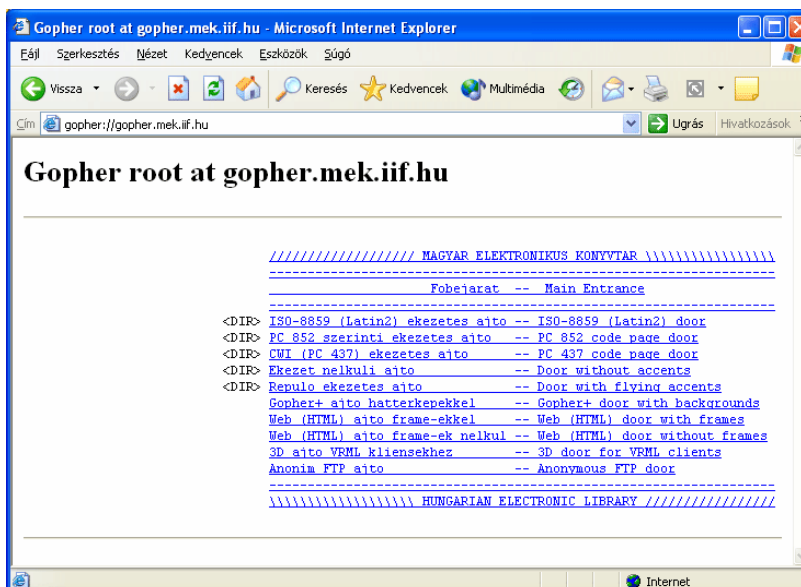 Gopher root at gopher.mek.iif.hu - Microsoft Internet Explorer
Fájl Szerkesztés Nézet Kedvencek Eszközök Súgó
Vissza Keresés Kedvencek Multimédia
Cím gopher://gopher.mek.iif.hu Ugrás Hivatkozások
Gopher root at gopher.mek.iif.hu
/////////////////// MAGYAR ELEKTRONIKUS KONYVTAR \\\\\\\\\\\\\\\\\
------------------------------------------------------------------
Fobejarat -- Main Entrance
------------------------------------------------------------------
<DIR> ISO-8859 (Latin2) ekezetes ajto -- ISO-8859 (Latin2) door
<DIR> PC 852 szerinti ekezetes ajto -- PC 852 code page door
<DIR> CWI (PC 437) ekezetes ajto -- PC 437 code page door
<DIR> Ekezet nelkuli ajto -- Door without accents
<DIR> Repulo ekezetes ajto -- Door with flying accents
Gopher+ ajto hatterkepekkel -- Gopher+ door with backgrounds
Web (HTML) ajto frame-ekkel -- Web (HTML) door with frames
Web (HTML) ajto frame-ek nelkul -- Web (HTML) door without frames
3D ajto VRML kliensekhez -- 3D door for VRML clients
Anonim FTP ajto -- Anonymous FTP door
------------------------------------------------------------------
\\\\\\\\\\\\\\\\\\\ HUNGARIAN ELECTRONIC LIBRARY /////////////////
Internet